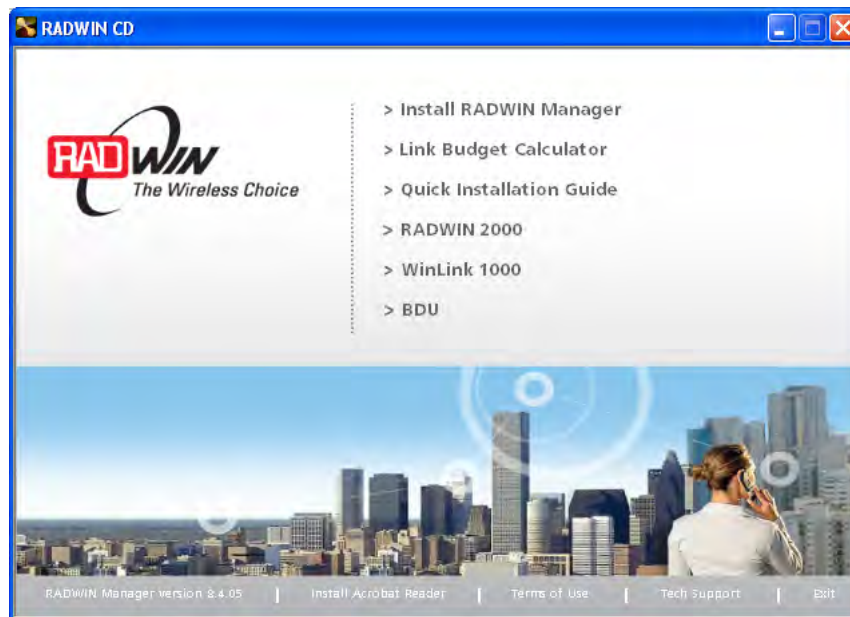 RADWIN CD
RADWIN
The Wireless Choice
> Install RADWIN Manager
> Link Budget Calculator
> Quick Installation Guide
> RADWIN 2000
> WinLink 1000
> BDU
RADWIN Manager version 8.4.05 | Install Acrobat Reader | Terms of Use | Tech Support | Exit